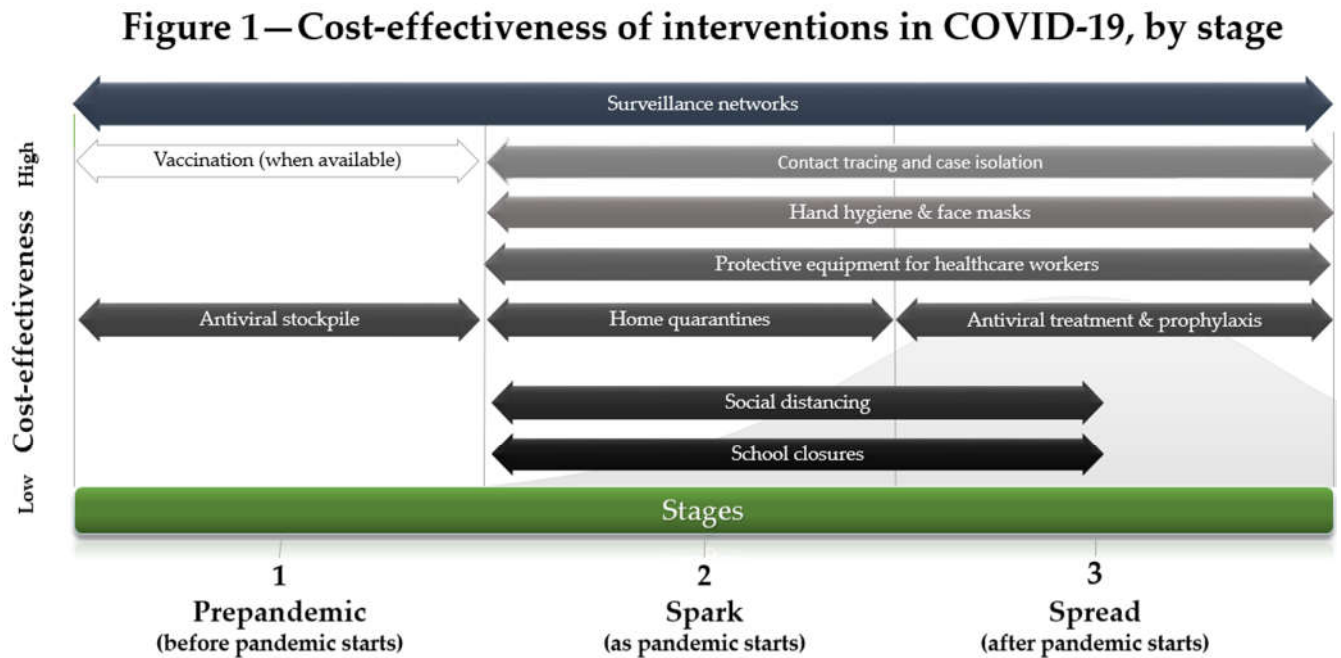 Figure 1—Cost-effectiveness of interventions in COVID-19, by stage
Surveillance networks
High
Vaccination (when available)
Contact tracing and case isolation
Hand hygiene & face masks
Cost-effectiveness
Protective equipment for healthcare workers
Antiviral stockpile
Home quarantines
Antiviral treatment & prophylaxis
Social distancing
School closures
Low
Stages
1
2
3
Prepandemic
Spark
Spread
(before pandemic starts)
(as pandemic starts)
(after pandemic starts)